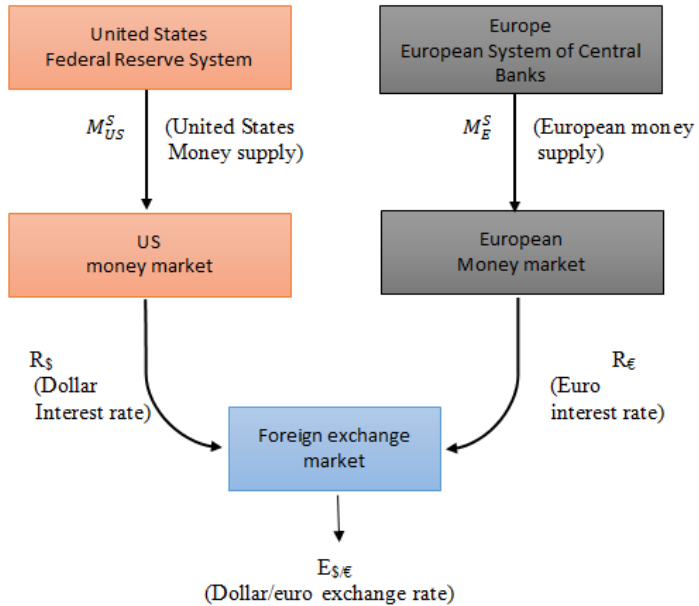 United States
Federal Reserve System
Europe
European System of Central
Banks
M^S_US (United States
Money supply)
M^S_E (European money
supply)
US
money market
European
Money market
R$
(Dollar
Interest rate)
R€
(Euro
interest rate)
Foreign exchange
market
E$/€
(Dollar/euro exchange rate)